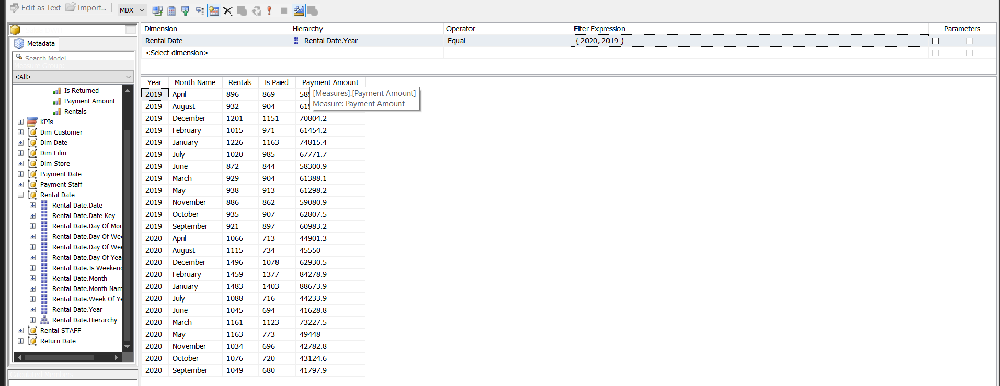 Edit as Text Import... MDX
Dimension Hierarchy Operator Filter Expression Parameters
Rental Date Rental Date.Year Equal { 2020, 2019 }
<Select dimension>
Metadata
Search Model
Measure Group:
<All>
Is Returned
Payment Amount
Rentals
KPIs
Dim Customer
Dim Date
Dim Film
Dim Store
Payment Date
Payment Staff
Rental Date
Rental Date.Date
Rental Date.Date Key
Rental Date.Day Of Mor
Rental Date.Day Of We
Rental Date.Day Of We
Rental Date.Day Of Yea
Rental Date.Is Weekend
Rental Date.Month
Rental Date.Month Nam
Rental Date.Week Of Ye
Rental Date.Year
Rental Date.Hierarchy
Rental STAFF
Return Date
Calculated Members
Year Month Name Rentals Is Paied Payment Amount
2019 April 896 869 589
[Measures].[Payment Amount]
Measure: Payment Amount
2019 August 932 904 619
2019 December 1201 1151 70804.2
2019 February 1015 971 61454.2
2019 January 1226 1163 74815.4
2019 July 1020 985 67771.7
2019 June 872 844 58300.9
2019 March 929 904 61388.1
2019 May 938 913 61298.2
2019 November 886 862 59080.9
2019 October 935 907 62807.5
2019 September 921 897 60983.2
2020 April 1066 713 44901.3
2020 August 1115 734 45550
2020 December 1496 1078 62930.5
2020 February 1459 1377 84278.9
2020 January 1483 1403 88673.9
2020 July 1088 716 44233.9
2020 June 1045 694 41628.8
2020 March 1161 1123 73227.5
2020 May 1163 773 49448
2020 November 1034 696 42782.8
2020 October 1076 720 43124.6
2020 September 1049 680 41797.9